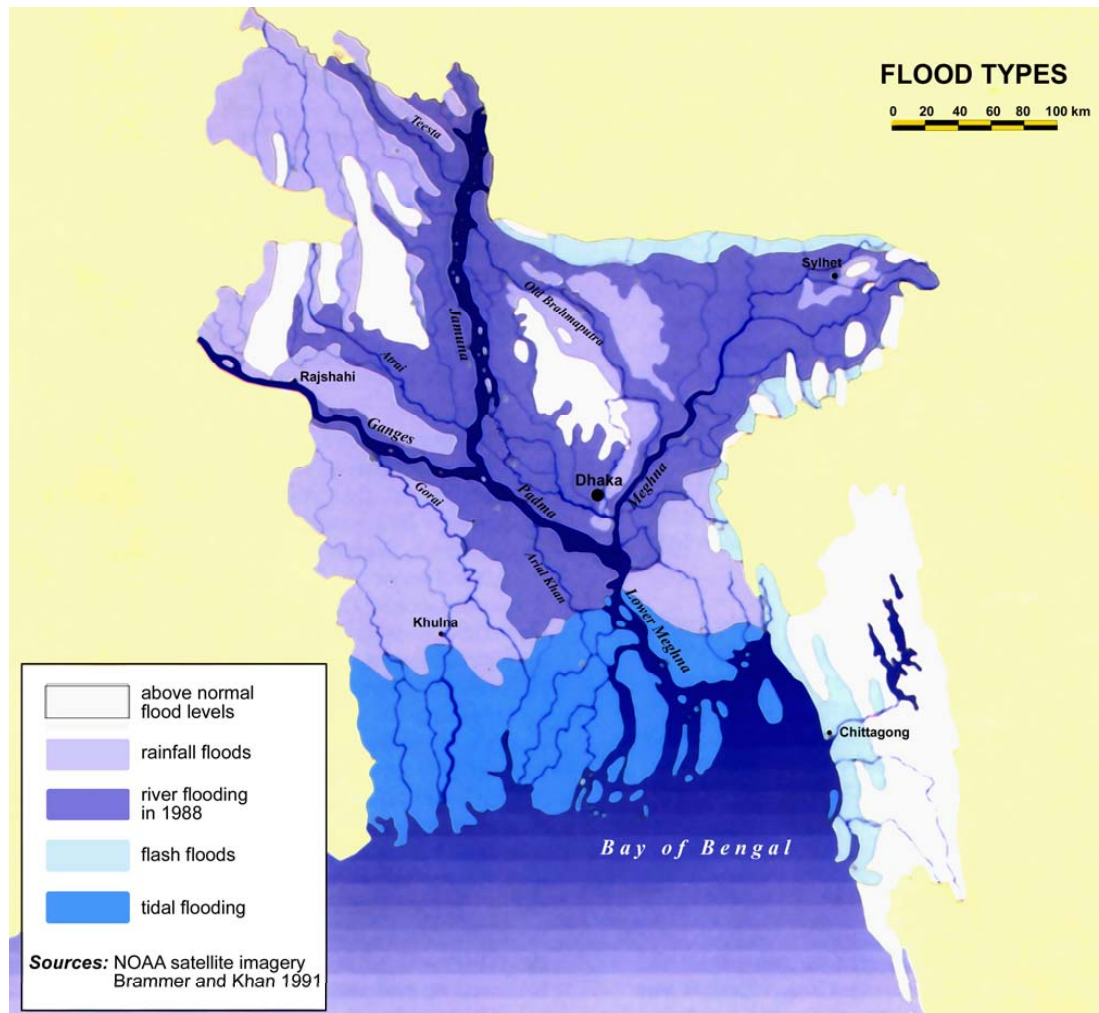 FLOOD TYPES
0 20 40 60 80 100 km
Teesta
Sylhet
Old Brahmaputra
Jamuna
Atrai
Rajshahi
Ganges
Dhaka
Meghna
Gorai
Padma
Arial Khan
Khulna
Lower Meghna
Chittagong
Bay of Bengal
above normal
flood levels
rainfall floods
river flooding
in 1988
flash floods
tidal flooding
Sources: NOAA satellite imagery
Brammer and Khan 1991